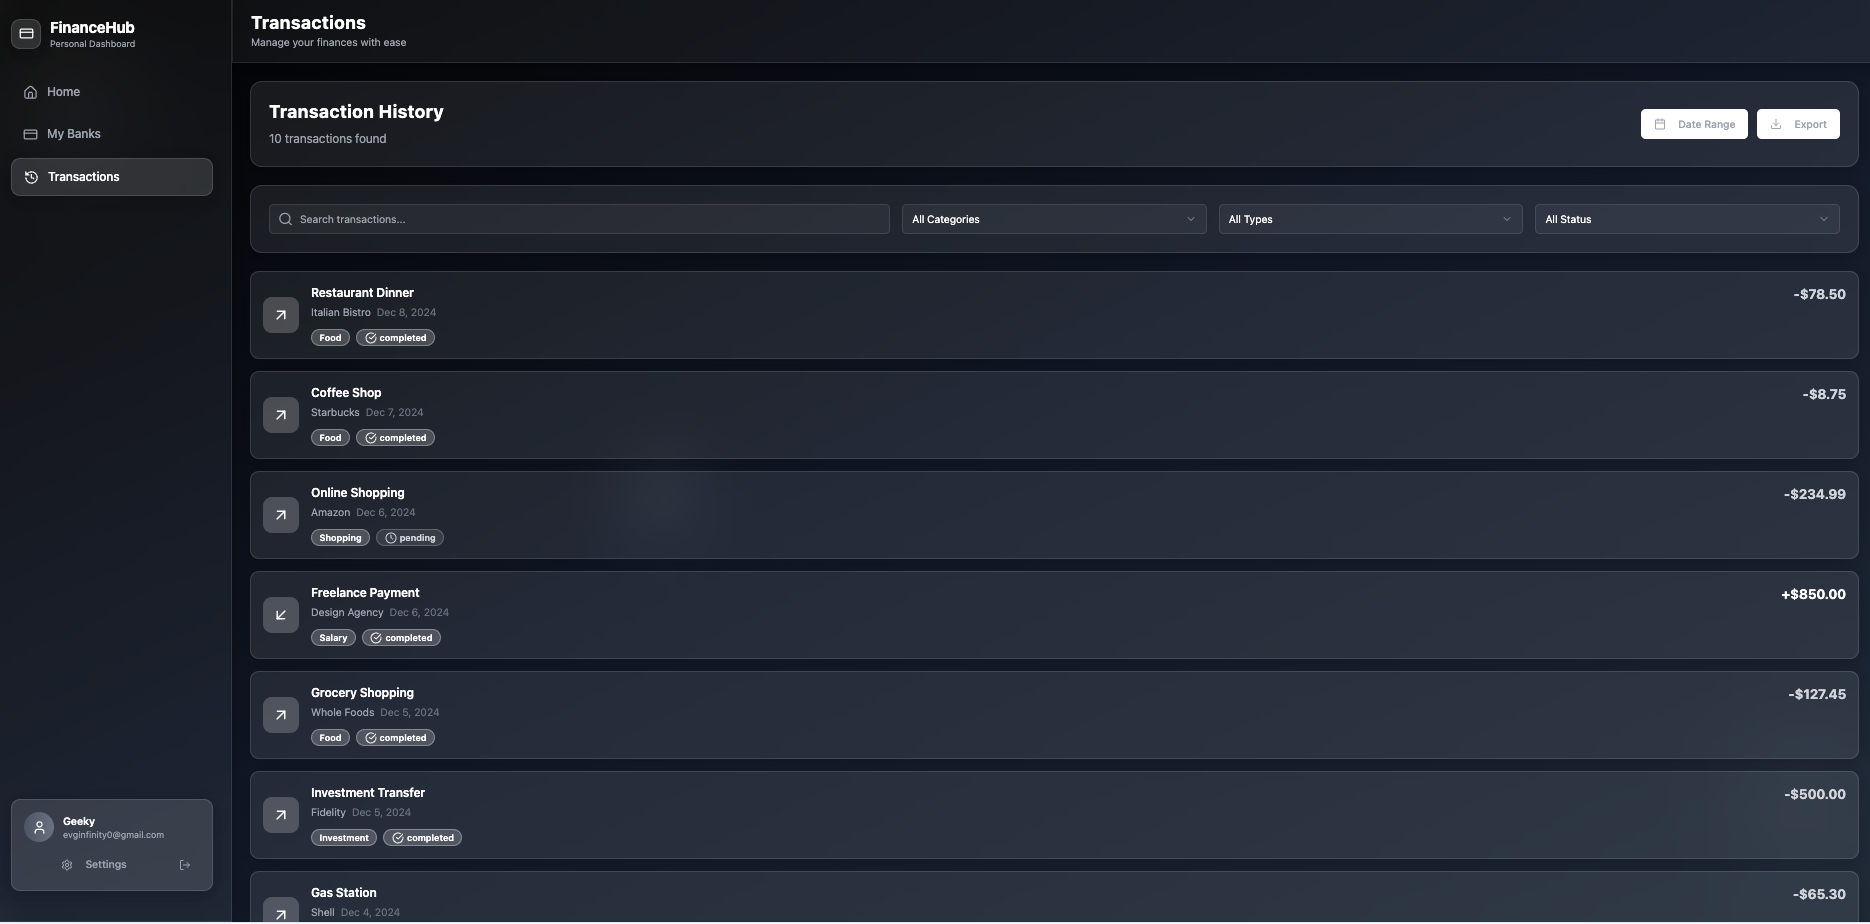 FinanceHub
Personal Dashboard
Home
My Banks
Transactions
Geeky
evginfinity0@gmail.com
Settings
Transactions
Manage your finances with ease
Transaction History
10 transactions found
Date Range
Export
Search transactions...
All Categories
All Types
All Status
Restaurant Dinner
-$78.50
Italian Bistro Dec 8, 2024
Food completed
Coffee Shop
-$8.75
Starbucks Dec 7, 2024
Food completed
Online Shopping
-$234.99
Amazon Dec 6, 2024
Shopping pending
Freelance Payment
+$850.00
Design Agency Dec 6, 2024
Salary completed
Grocery Shopping
-$127.45
Whole Foods Dec 5, 2024
Food completed
Investment Transfer
-$500.00
Fidelity Dec 5, 2024
Investment completed
Gas Station
-$65.30
Shell Dec 4, 2024